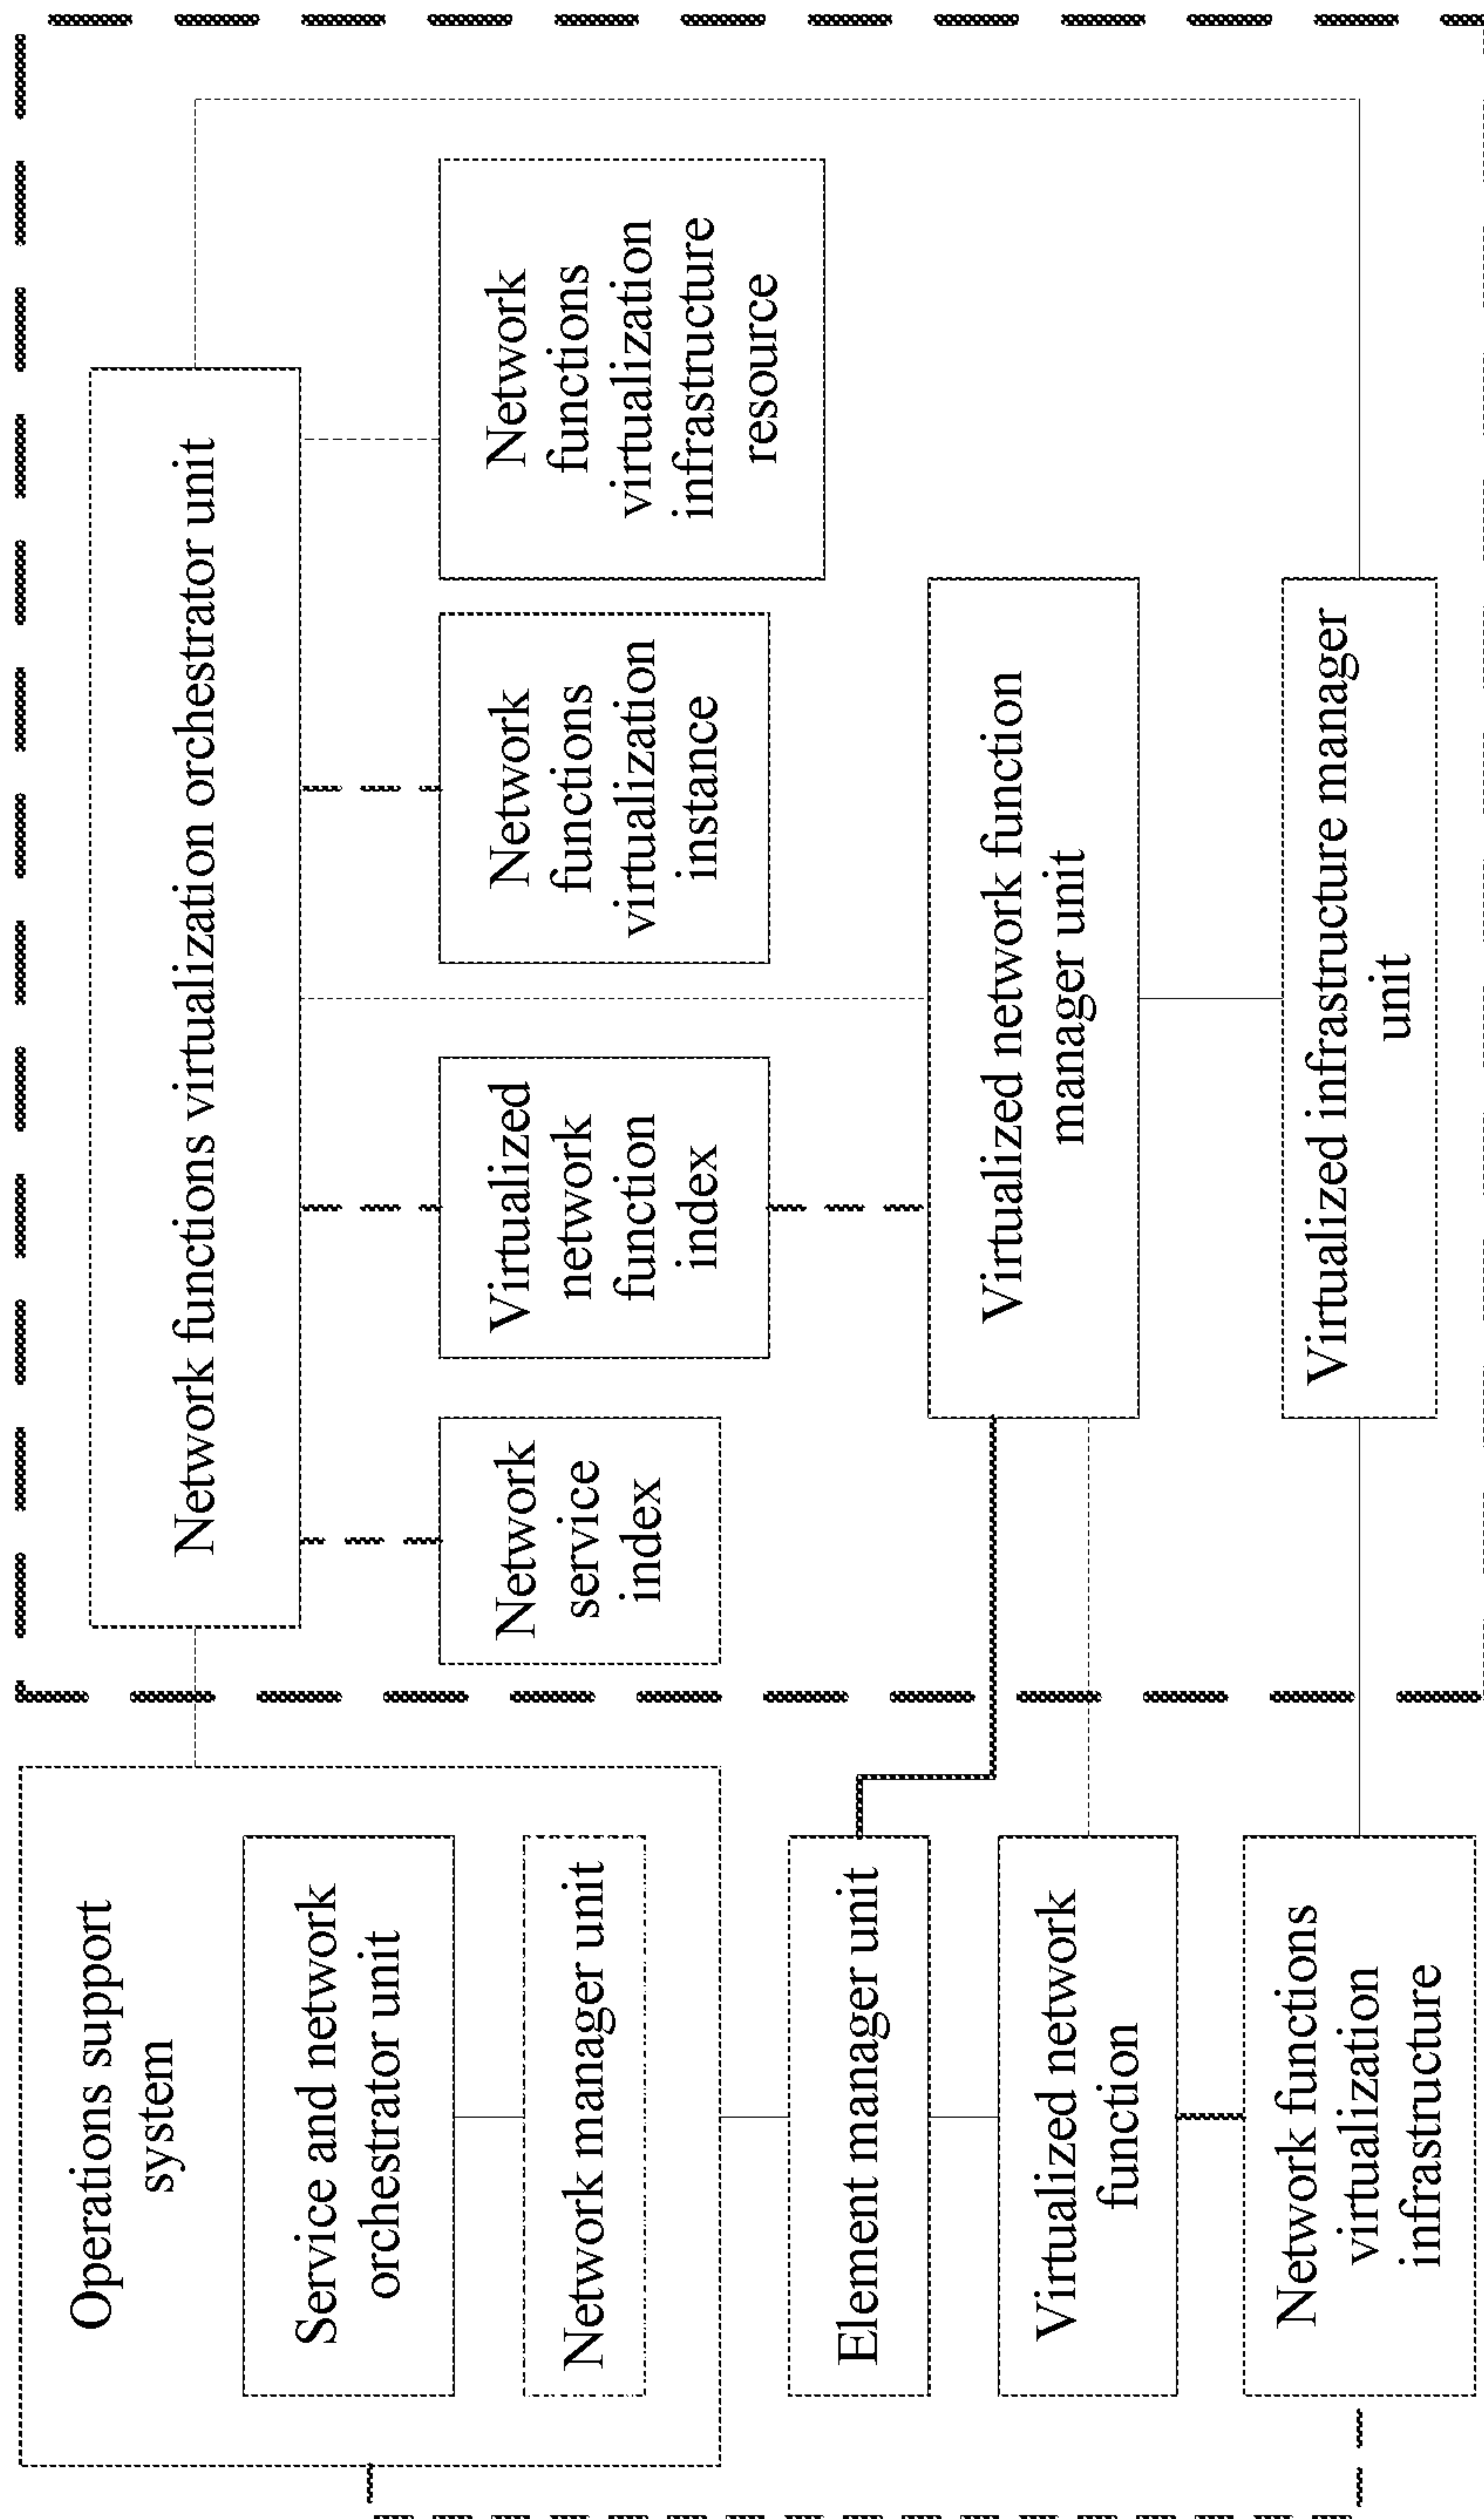 Operations support
system
Service and network
orchestrator unit
Network manager unit
Element manager unit
Virtualized network
function
Network functions
virtualization
infrastructure
Network functions virtualization orchestrator unit
Network
service
index
Virtualized
network
function
index
Network
functions
virtualization
instance
Network
functions
virtualization
infrastructure
resource
Virtualized network function
manager unit
Virtualized infrastructure manager
unit